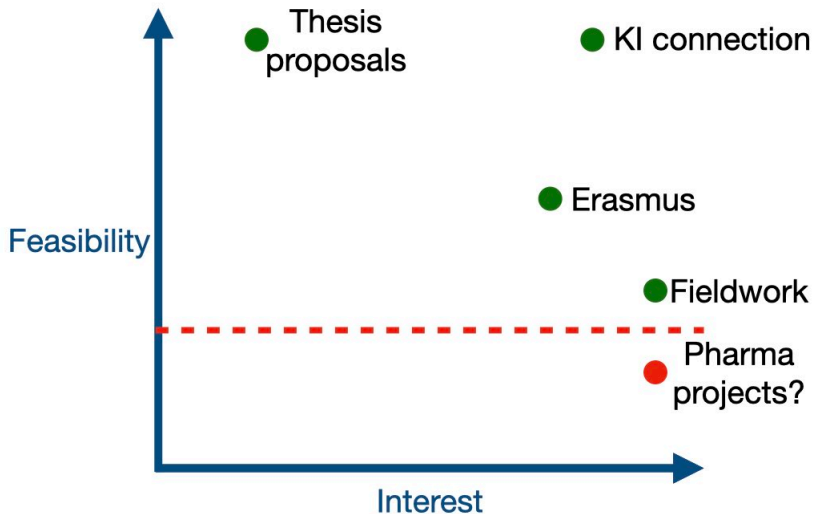 Thesis
proposals
KI connection
Erasmus
Feasibility
Fieldwork
Pharma
projects?
Interest